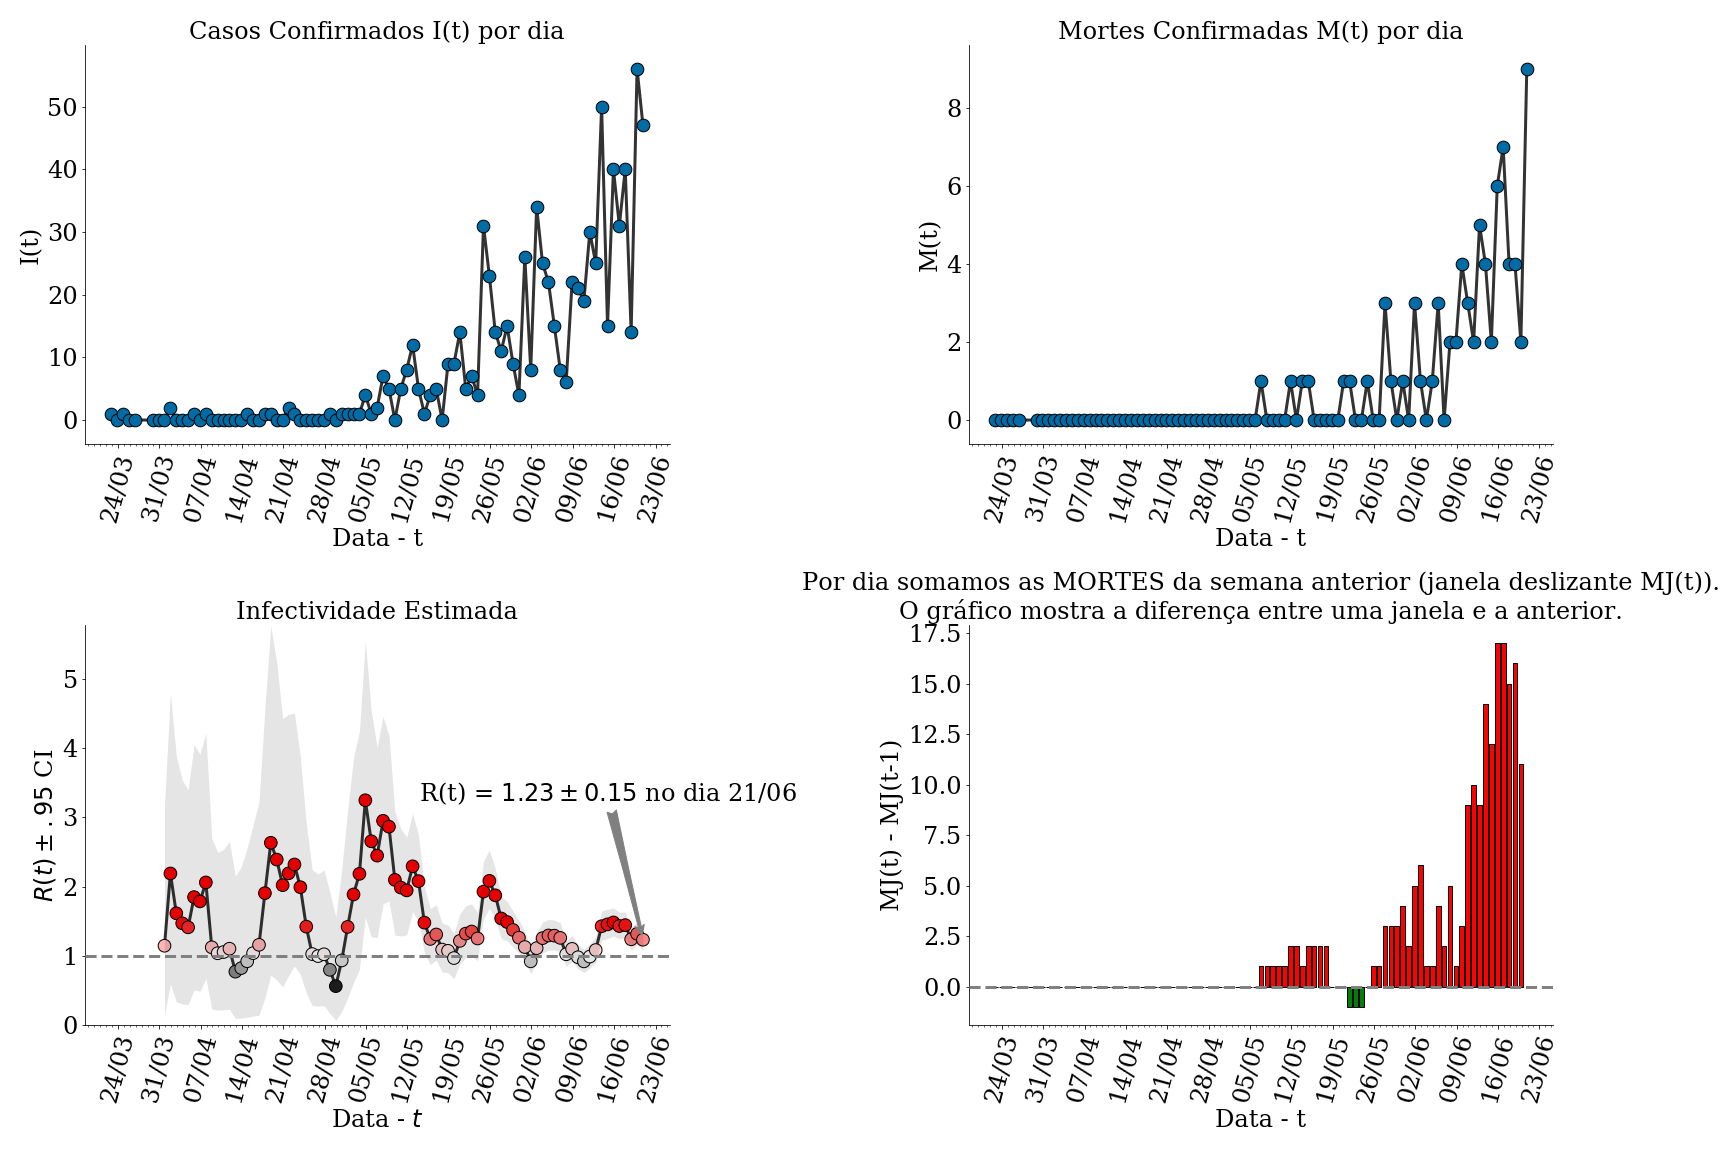 Casos Confirmados I(t) por dia
I(t)
50
40
30
20
10
0
24/03 31/03 07/04 14/04 21/04 28/04 05/05 12/05 19/05 26/05 02/06 09/06 16/06 23/06
Data - t
Mortes Confirmadas M(t) por dia
M(t)
8
6
4
2
0
24/03 31/03 07/04 14/04 21/04 28/04 05/05 12/05 19/05 26/05 02/06 09/06 16/06 23/06
Data - t
Infectividade Estimada
R(t) ± .95 CI
5
4
3
2
1
0
R(t) = 1.23 ± 0.15 no dia 21/06
24/03 31/03 07/04 14/04 21/04 28/04 05/05 12/05 19/05 26/05 02/06 09/06 16/06 23/06
Data - t
Por dia somamos as MORTES da semana anterior (janela deslizante MJ(t)).
O gráfico mostra a diferença entre uma janela e a anterior.
MJ(t) - MJ(t-1)
17.5
15.0
12.5
10.0
7.5
5.0
2.5
0.0
24/03 31/03 07/04 14/04 21/04 28/04 05/05 12/05 19/05 26/05 02/06 09/06 16/06 23/06
Data - t